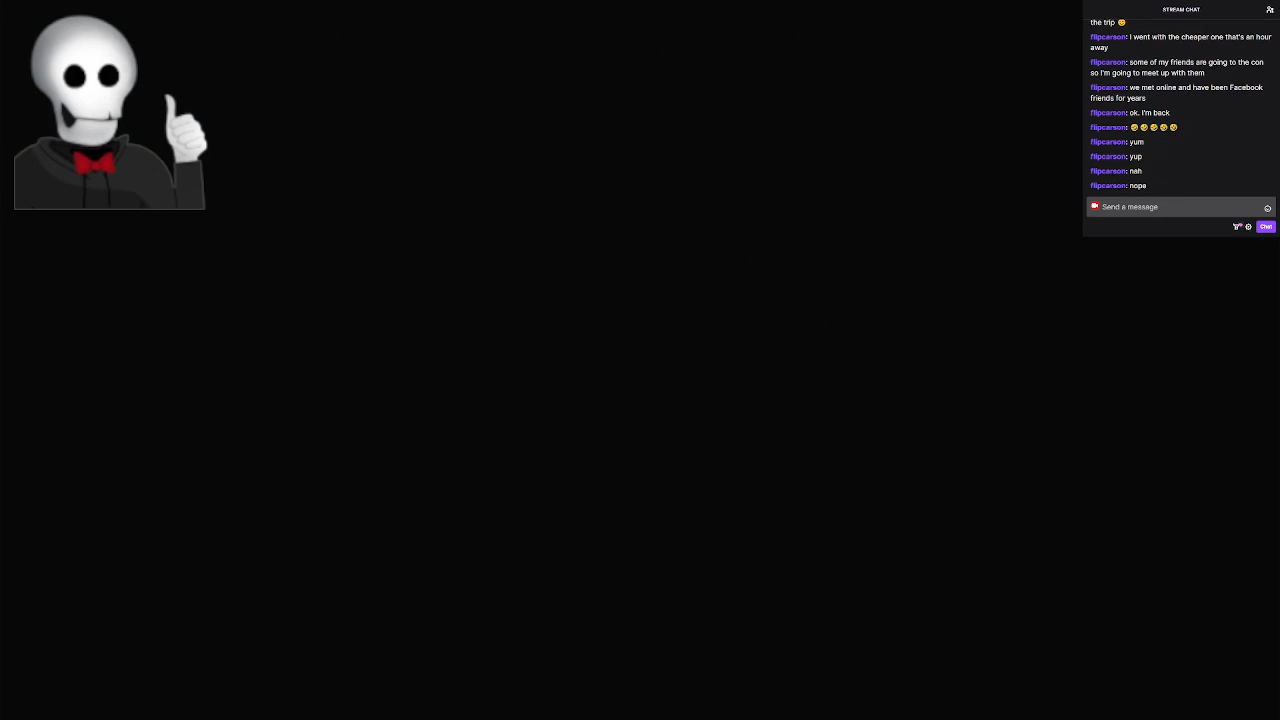 STREAM CHAT
the trip 😊
flipcarson: I went with the cheaper one that's an hour
away
flipcarson: some of my friends are going to the con
so I'm going to meet up with them
flipcarson: we met online and have been Facebook
friends for years
flipcarson: ok. I'm back
flipcarson: 🤣🤣🤣🤣🤣
flipcarson: yum
flipcarson: yup
flipcarson: nah
flipcarson: nope
Send a message
Chat